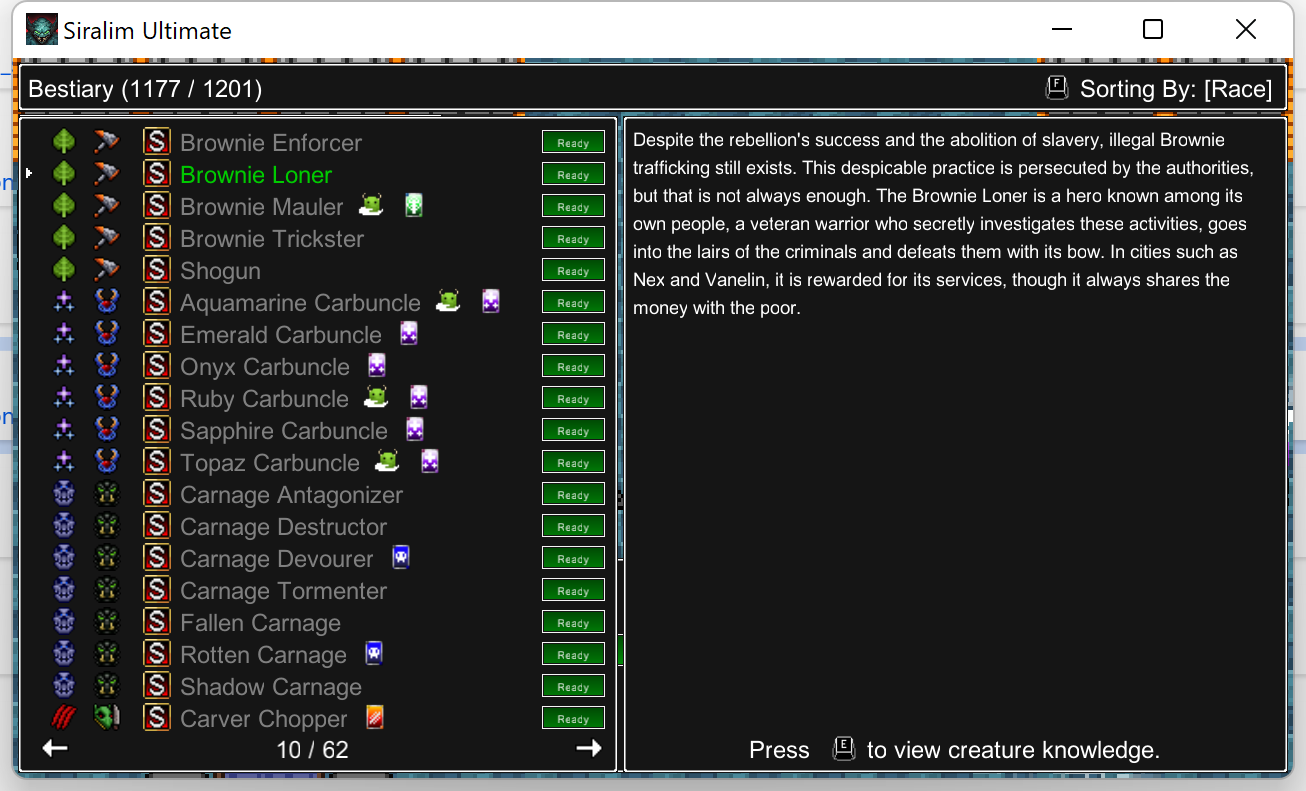 Siralim Ultimate
Bestiary (1177 / 1201)
F Sorting By: [Race]
S Brownie Enforcer Ready
S Brownie Loner Ready
S Brownie Mauler Ready
S Brownie Trickster Ready
S Shogun Ready
S Aquamarine Carbuncle Ready
S Emerald Carbuncle Ready
S Onyx Carbuncle Ready
S Ruby Carbuncle Ready
S Sapphire Carbuncle Ready
S Topaz Carbuncle Ready
S Carnage Antagonizer Ready
S Carnage Destructor Ready
S Carnage Devourer Ready
S Carnage Tormenter Ready
S Fallen Carnage Ready
S Rotten Carnage Ready
S Shadow Carnage Ready
S Carver Chopper Ready
10 / 62
Despite the rebellion's success and the abolition of slavery, illegal Brownie
trafficking still exists. This despicable practice is persecuted by the authorities,
but that is not always enough. The Brownie Loner is a hero known among its
own people, a veteran warrior who secretly investigates these activities, goes
into the lairs of the criminals and defeats them with its bow. In cities such as
Nex and Vanelin, it is rewarded for its services, though it always shares the
money with the poor.
Press E to view creature knowledge.